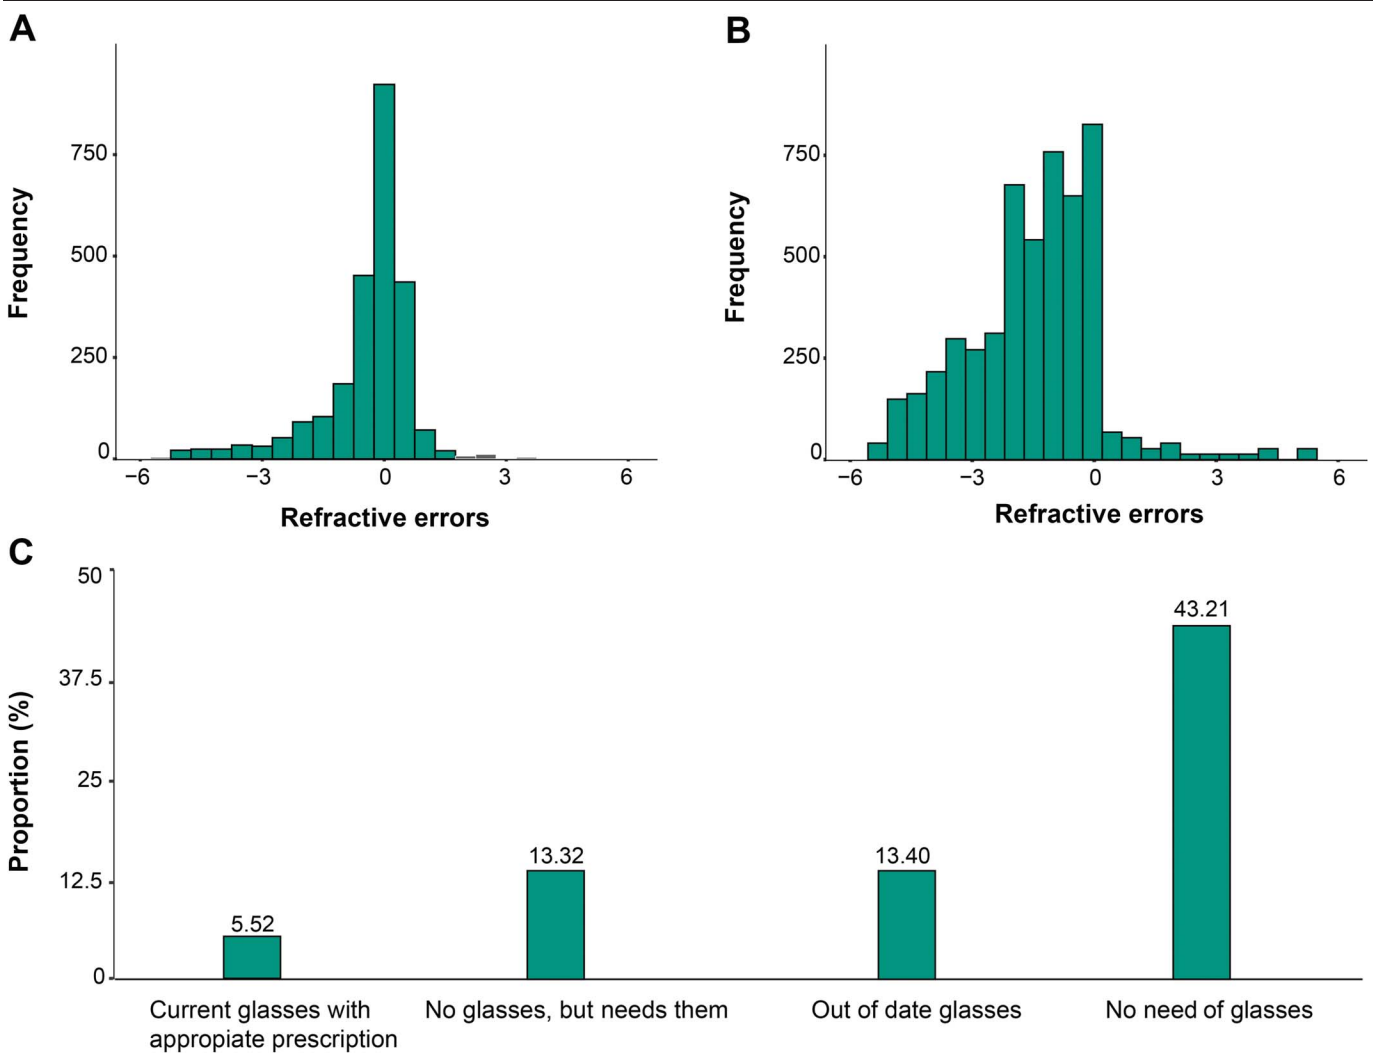 A
B
Frequency
750
500
250
0
−6
−3
0
3
6
Refractive errors
Frequency
750
500
250
0
−6
−3
0
3
6
Refractive errors
C
Proportion (%)
50
37.5
25
12.5
0
5.52
13.32
13.40
43.21
Current glasses with
appropiate prescription
No glasses, but needs them
Out of date glasses
No need of glasses